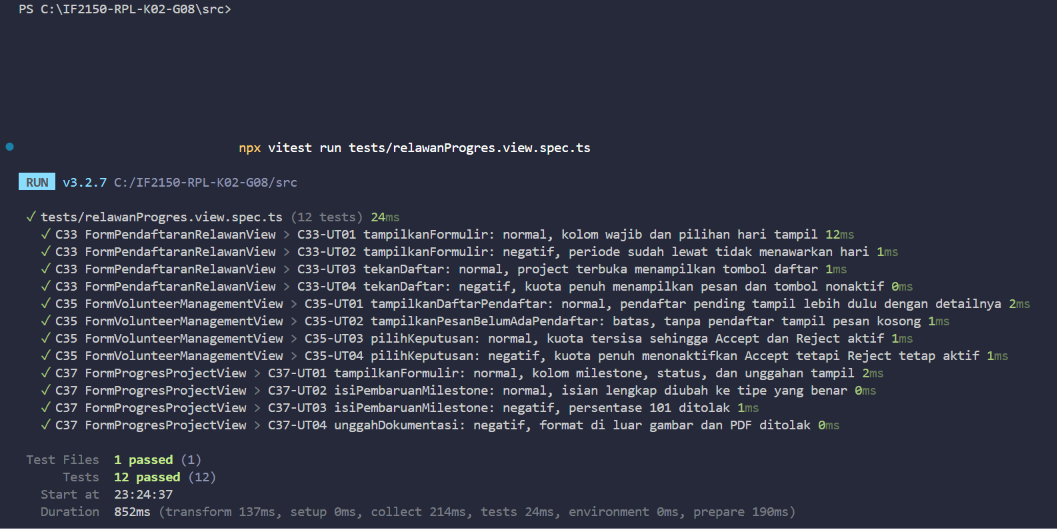 PS C:\IF2150-RPL-K02-G08\src>
npx vitest run tests/relawanProgres.view.spec.ts
RUN v3.2.7 C:/IF2150-RPL-K02-G08/src
✓ tests/relawanProgres.view.spec.ts (12 tests) 24ms
✓ C33 FormPendaftaranRelawanView > C33-UT01 tampilkanFormulir: normal, kolom wajib dan pilihan hari tampil 12ms
✓ C33 FormPendaftaranRelawanView > C33-UT02 tampilkanFormulir: negatif, periode sudah lewat tidak menawarkan hari 1ms
✓ C33 FormPendaftaranRelawanView > C33-UT03 tekanDaftar: normal, project terbuka menampilkan tombol daftar 1ms
✓ C33 FormPendaftaranRelawanView > C33-UT04 tekanDaftar: negatif, kuota penuh menampilkan pesan dan tombol nonaktif 0ms
✓ C35 FormVolunteerManagementView > C35-UT01 tampilkanDaftarPendaftar: normal, pendaftar pending tampil lebih dulu dengan detailnya 2ms
✓ C35 FormVolunteerManagementView > C35-UT02 tampilkanPesanBelumAdaPendaftar: batas, tanpa pendaftar tampil pesan kosong 1ms
✓ C35 FormVolunteerManagementView > C35-UT03 pilihKeputusan: normal, kuota tersisa sehingga Accept dan Reject aktif 1ms
✓ C35 FormVolunteerManagementView > C35-UT04 pilihKeputusan: negatif, kuota penuh menonaktifkan Accept tetapi Reject tetap aktif 1ms
✓ C37 FormProgresProjectView > C37-UT01 tampilkanFormulir: normal, kolom milestone, status, dan unggahan tampil 2ms
✓ C37 FormProgresProjectView > C37-UT02 isiPembaruanMilestone: normal, isian lengkap diubah ke tipe yang benar 0ms
✓ C37 FormProgresProjectView > C37-UT03 isiPembaruanMilestone: negatif, persentase 101 ditolak 1ms
✓ C37 FormProgresProjectView > C37-UT04 unggahDokumentasi: negatif, format di luar gambar dan PDF ditolak 0ms
Test Files 1 passed (1)
Tests 12 passed (12)
Start at 23:24:37
Duration 852ms (transform 137ms, setup 0ms, collect 214ms, tests 24ms, environment 0ms, prepare 190ms)